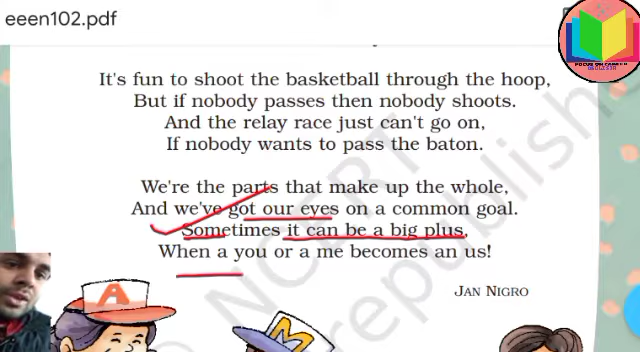 eeen102.pdf
It's fun to shoot the basketball through the hoop,
But if nobody passes then nobody shoots.
And the relay race just can't go on,
If nobody wants to pass the baton.
We're the parts that make up the whole,
And we've got our eyes on a common goal.
Sometimes it can be a big plus,
When a you or a me becomes an us!
JAN NIGRO
A
M